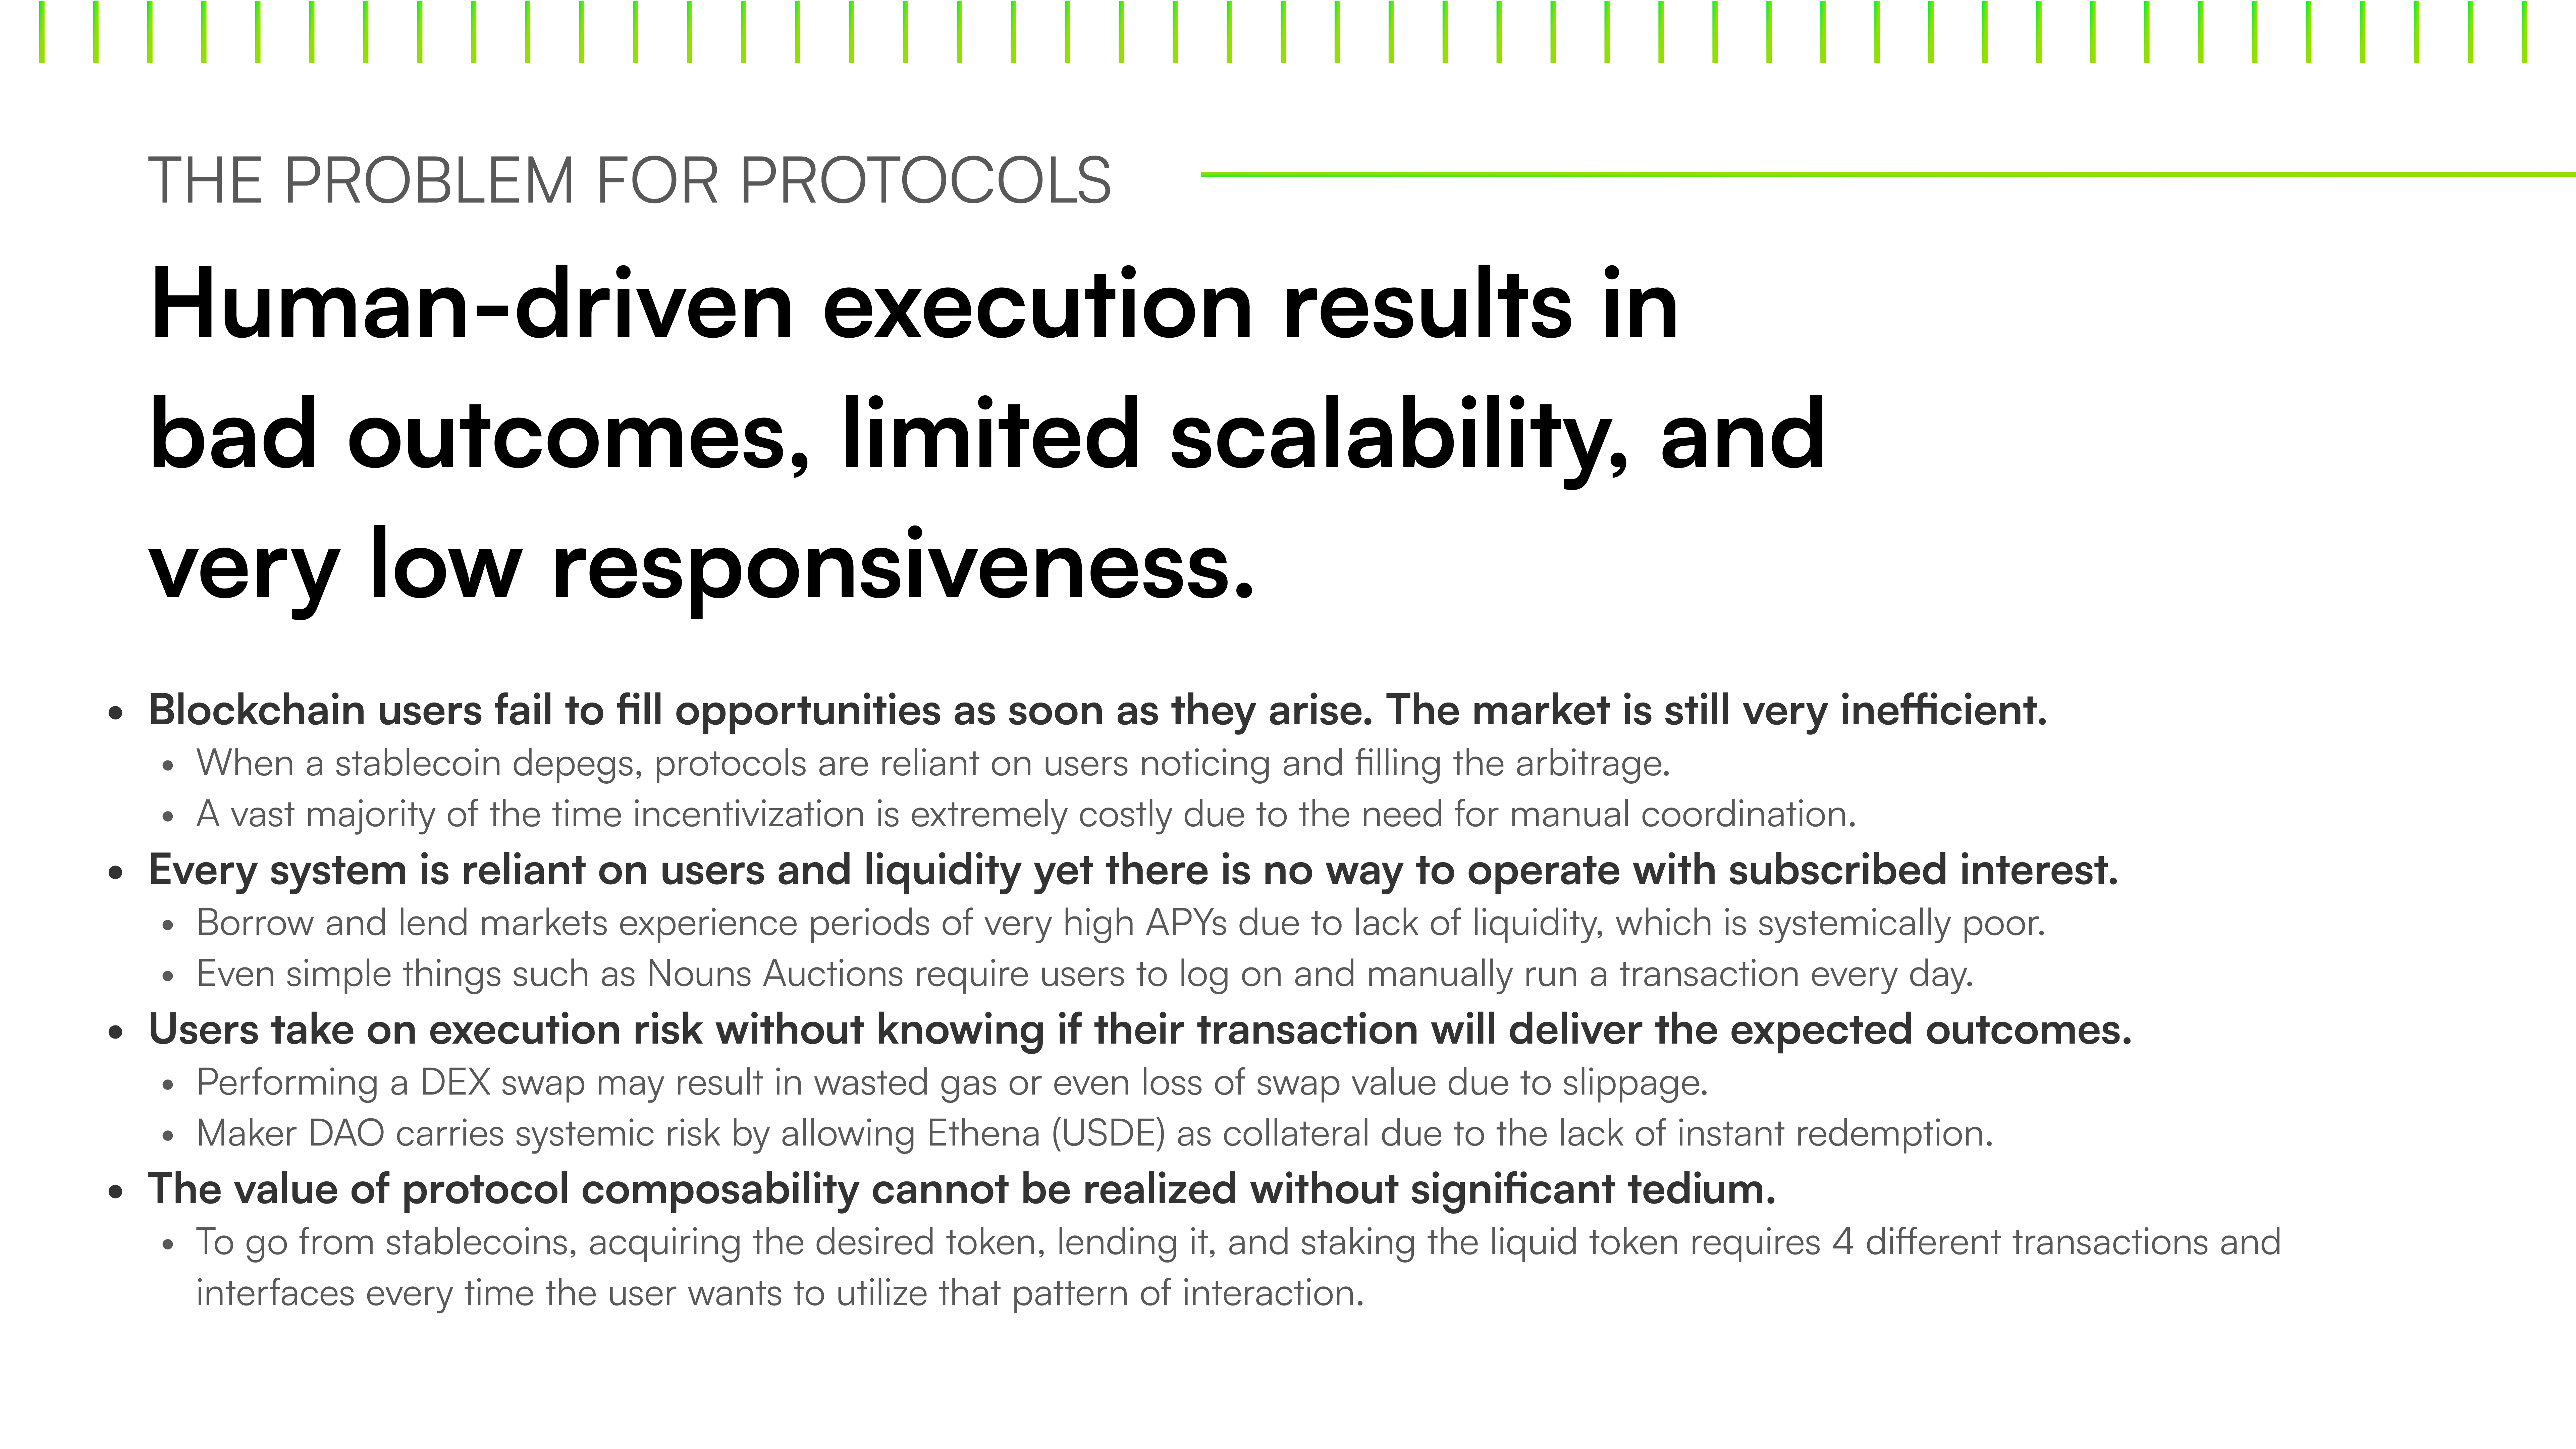 THE PROBLEM FOR PROTOCOLS
Human-driven execution results in
bad outcomes, limited scalability, and
very low responsiveness.
• Blockchain users fail to fill opportunities as soon as they arise. The market is still very inefficient.
• When a stablecoin depegs, protocols are reliant on users noticing and filling the arbitrage.
• A vast majority of the time incentivization is extremely costly due to the need for manual coordination.
• Every system is reliant on users and liquidity yet there is no way to operate with subscribed interest.
• Borrow and lend markets experience periods of very high APYs due to lack of liquidity, which is systemically poor.
• Even simple things such as Nouns Auctions require users to log on and manually run a transaction every day.
• Users take on execution risk without knowing if their transaction will deliver the expected outcomes.
• Performing a DEX swap may result in wasted gas or even loss of swap value due to slippage.
• Maker DAO carries systemic risk by allowing Ethena (USDE) as collateral due to the lack of instant redemption.
• The value of protocol composability cannot be realized without significant tedium.
• To go from stablecoins, acquiring the desired token, lending it, and staking the liquid token requires 4 different transactions and
interfaces every time the user wants to utilize that pattern of interaction.